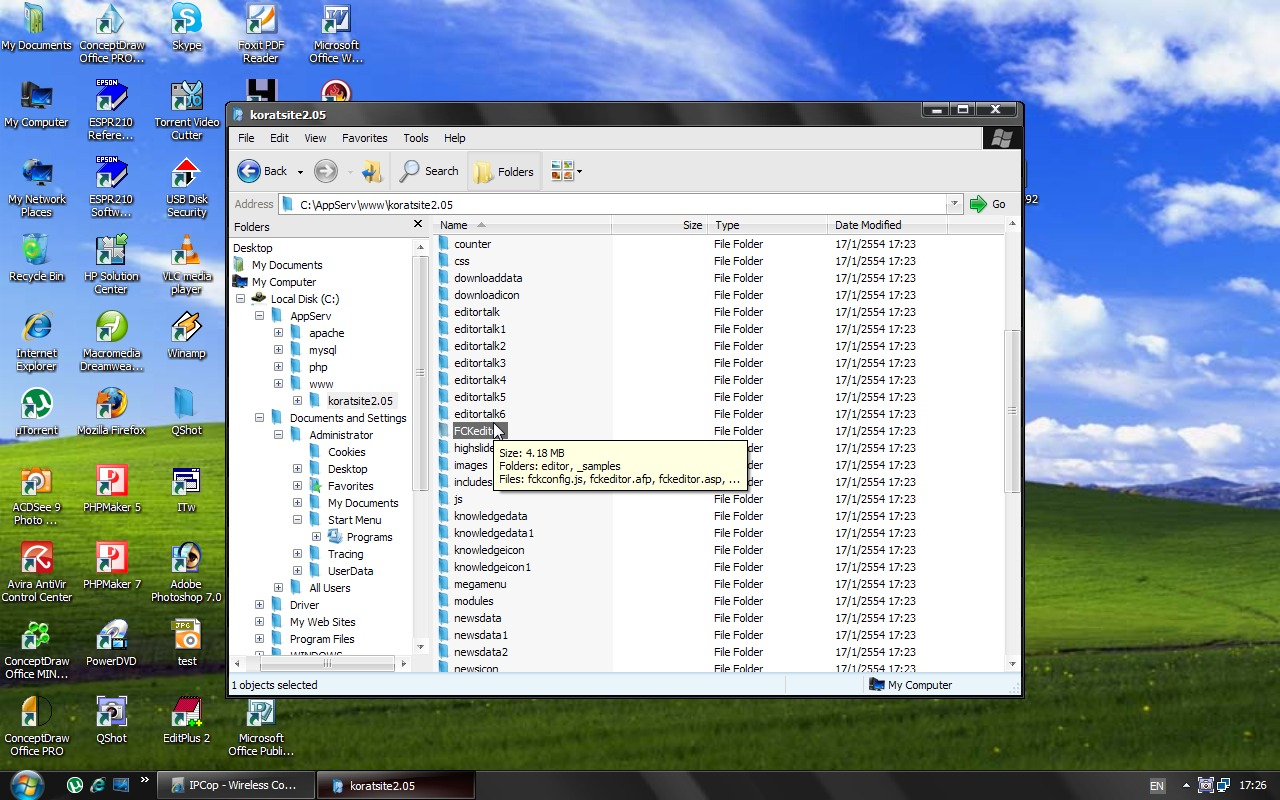 My Documents
ConceptDraw
Office PRO...
Skype
Foxit PDF
Reader
Microsoft
Office W...
My Computer
EPSON
ESPR210
Refere...
Torrent Video
Cutter
My Network
Places
EPSON
ESPR210
Softw...
USB Disk
Security
Recycle Bin
HP Solution
Center
VLC media
player
Internet
Explorer
Macromedia
Dreamwea...
Winamp
µTorrent
Mozilla Firefox
QShot
ACDSee 9
Photo ...
PHPMaker 5
ITw
Avira AntiVir
Control Center
PHPMaker 7
Adobe
Photoshop 7.0
ConceptDraw
Office MIN...
PowerDVD
JPG
test
ConceptDraw
Office PRO
QShot
EditPlus 2
Microsoft
Office Publi...
92
koratsite2.05
File Edit View Favorites Tools Help
Back Search Folders
Address C:\AppServ\www\koratsite2.05 Go
Folders
Desktop
My Documents
My Computer
Local Disk (C:)
AppServ
apache
mysql
php
www
koratsite2.05
Documents and Settings
Administrator
Cookies
Desktop
Favorites
My Documents
Start Menu
Programs
Tracing
UserData
All Users
Driver
My Web Sites
Program Files
WINDOWS
Name Size Type Date Modified
counter File Folder 17/1/2554 17:23
css File Folder 17/1/2554 17:23
downloaddata File Folder 17/1/2554 17:23
downloadicon File Folder 17/1/2554 17:23
editortalk File Folder 17/1/2554 17:23
editortalk1 File Folder 17/1/2554 17:23
editortalk2 File Folder 17/1/2554 17:23
editortalk3 File Folder 17/1/2554 17:23
editortalk4 File Folder 17/1/2554 17:23
editortalk5 File Folder 17/1/2554 17:23
editortalk6 File Folder 17/1/2554 17:23
FCKedit File Folder 17/1/2554 17:23
highslide 17/1/2554 17:23
images 17/1/2554 17:23
includes 17/1/2554 17:23
Size: 4.18 MB
Folders: editor, _samples
Files: fckconfig.js, fckeditor.afp, fckeditor.asp, ...
js File Folder 17/1/2554 17:23
knowledgedata File Folder 17/1/2554 17:23
knowledgedata1 File Folder 17/1/2554 17:23
knowledgeicon File Folder 17/1/2554 17:23
knowledgeicon1 File Folder 17/1/2554 17:23
megamenu File Folder 17/1/2554 17:23
modules File Folder 17/1/2554 17:23
newsdata File Folder 17/1/2554 17:23
newsdata1 File Folder 17/1/2554 17:23
newsdata2 File Folder 17/1/2554 17:23
newsicon File Folder 17/1/2554 17:23
1 objects selected My Computer
IPCop - Wireless Co... koratsite2.05 EN 17:26